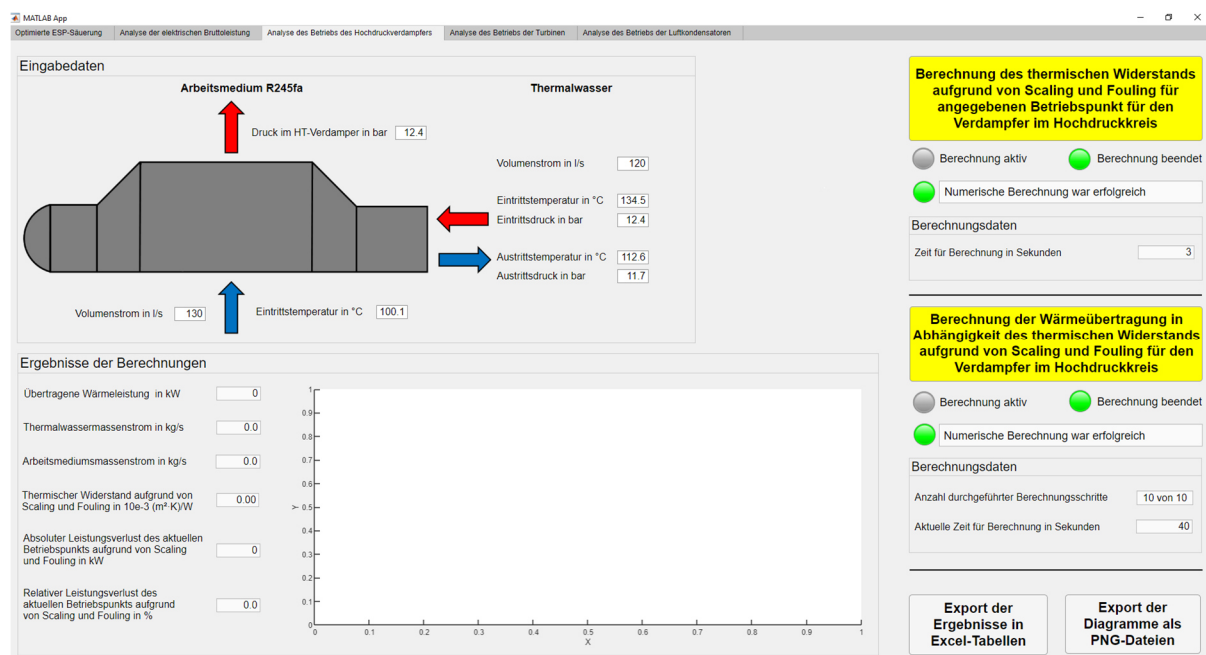 MATLAB App
Optimierte ESP-Säuerung
Analyse der elektrischen Bruttoleistung
Analyse des Betriebs des Hochdruckverdampfers
Analyse des Betriebs der Turbinen
Analyse des Betriebs der Luftkondensatoren
Eingabedaten
Arbeitsmedium R245fa
Thermalwasser
Druck im HT-Verdamper in bar 12.4
Volumenstrom in l/s 120
Eintrittstemperatur in °C 134.5
Eintrittsdruck in bar 12.4
Austrittstemperatur in °C 112.6
Austrittsdruck in bar 11.7
Volumenstrom in l/s 130
Eintrittstemperatur in °C 100.1
Ergebnisse der Berechnungen
Übertragene Wärmeleistung in kW 0
Thermalwassermassenstrom in kg/s 0.0
Arbeitsmediumsmassenstrom in kg/s 0.0
Thermischer Widerstand aufgrund von
Scaling und Fouling in 10e-3 (m²·K)/W 0.00
Absoluter Leistungsverlust des aktuellen
Betriebspunkts aufgrund von Scaling
und Fouling in kW 0
Relativer Leistungsverlust des
aktuellen Betriebspunkts aufgrund
von Scaling und Fouling in % 0.0
1
0.9
0.8
0.7
0.6
0.5
0.4
0.3
0.2
0.1
0
Y
0 0.1 0.2 0.3 0.4 0.5 0.6 0.7 0.8 0.9 1
X
Berechnung des thermischen Widerstands
aufgrund von Scaling und Fouling für
angegebenen Betriebspunkt für den
Verdampfer im Hochdruckkreis
Berechnung aktiv
Berechnung beendet
Numerische Berechnung war erfolgreich
Berechnungsdaten
Zeit für Berechnung in Sekunden 3
Berechnung der Wärmeübertragung in
Abhängigkeit des thermischen Widerstands
aufgrund von Scaling und Fouling für den
Verdampfer im Hochdruckkreis
Berechnung aktiv
Berechnung beendet
Numerische Berechnung war erfolgreich
Berechnungsdaten
Anzahl durchgeführter Berechnungsschritte 10 von 10
Aktuelle Zeit für Berechnung in Sekunden 40
Export der
Ergebnisse in
Excel-Tabellen
Export der
Diagramme als
PNG-Dateien